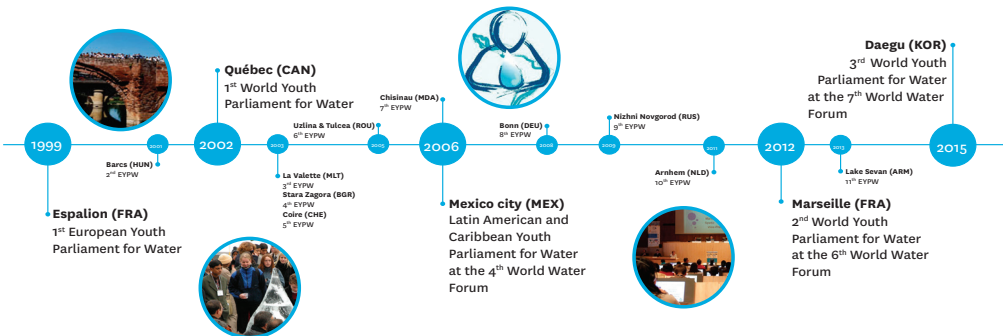 1999
Espalion (FRA)
1st European Youth
Parliament for Water
2001
Barcs (HUN)
2nd EYPW
Québec (CAN)
1st World Youth
Parliament for Water
2002
2003
La Valette (MLT)
3rd EYPW
Stara Zagora (BGR)
4th EYPW
Coire (CHE)
5th EYPW
Uzlina & Tulcea (ROU)
6th EYPW
2005
Chisinau (MDA)
7th EYPW
2006
Mexico city (MEX)
Latin American and
Caribbean Youth
Parliament for Water
at the 4th World Water
Forum
Bonn (DEU)
8th EYPW
2008
Nizhni Novgorod (RUS)
9th EYPW
2009
2011
Arnhem (NLD)
10th EYPW
2012
Marseille (FRA)
2nd World Youth
Parliament for Water
at the 6th World Water
Forum
2013
Lake Sevan (ARM)
11th EYPW
Daegu (KOR)
3rd World Youth
Parliament for Water
at the 7th World Water
Forum
2015